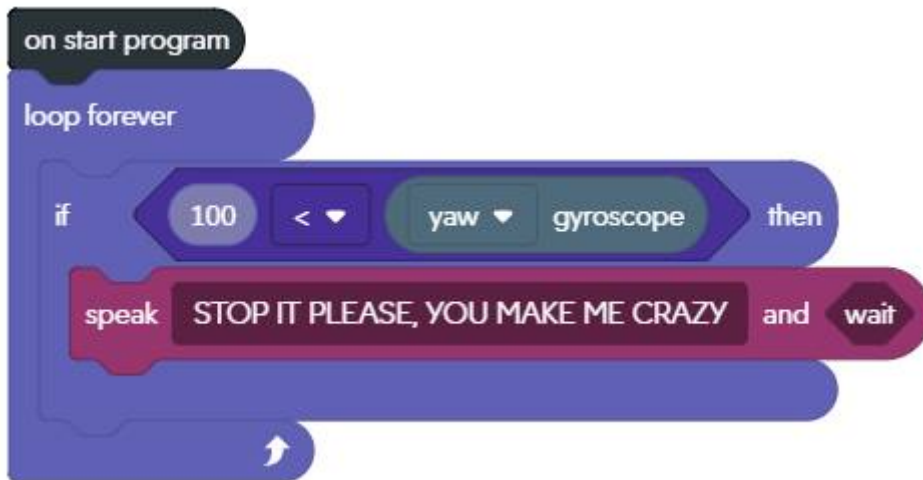 on start program
loop forever
if 100 < yaw gyroscope then
speak STOP IT PLEASE, YOU MAKE ME CRAZY and wait